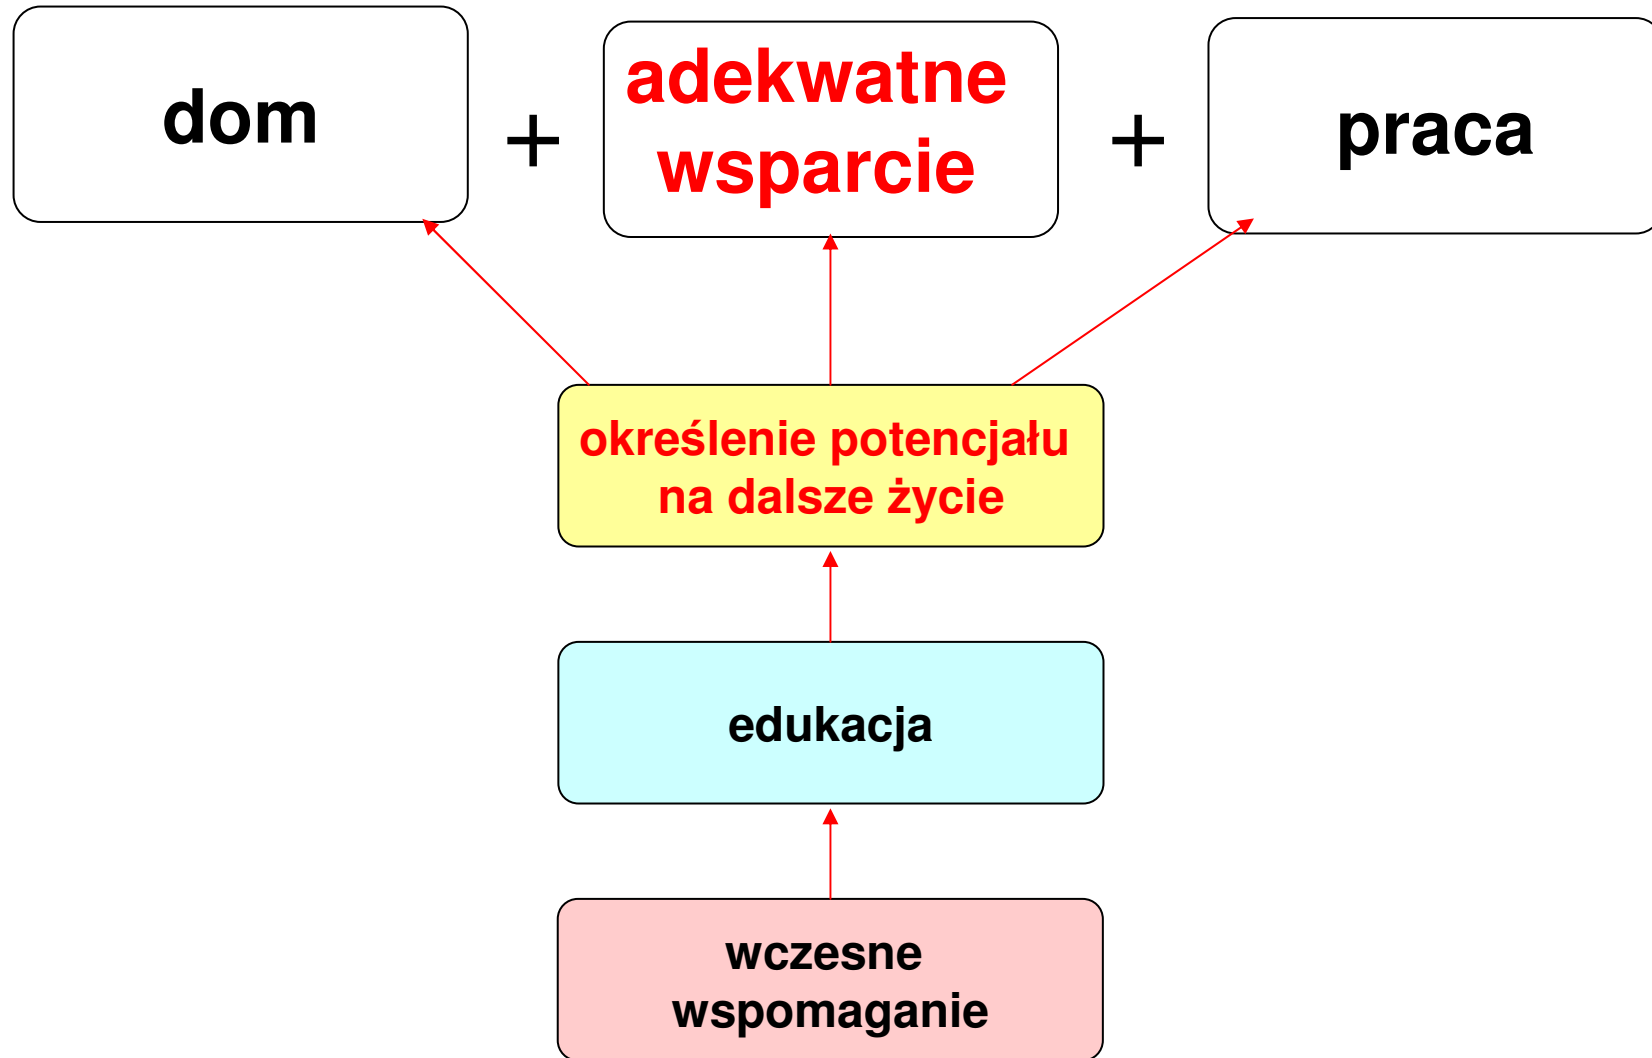 dom
+
adekwatne
wsparcie
+
praca
określenie potencjału
na dalsze życie
edukacja
wczesne
wspomaganie